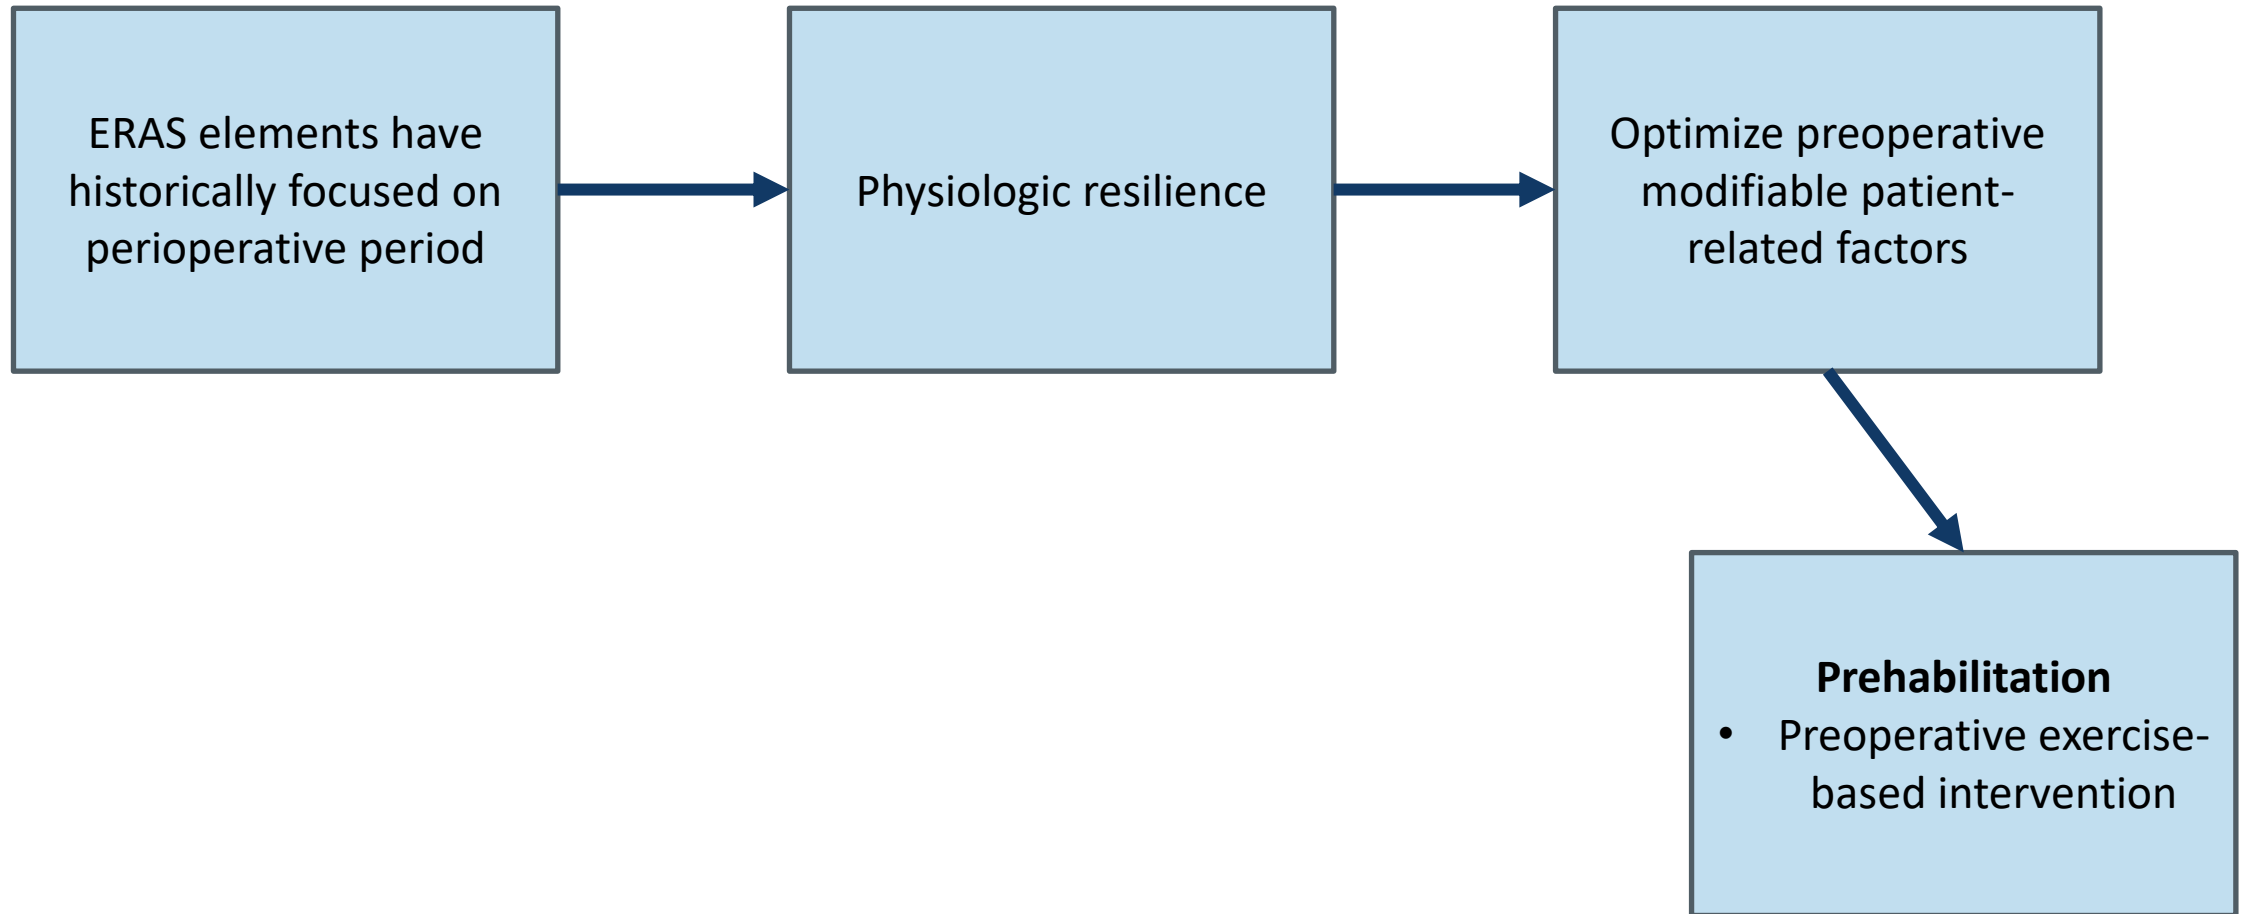 ERAS elements have
historically focused on
perioperative period
Physiologic resilience
Optimize preoperative
modifiable patient-
related factors
Prehabilitation
• Preoperative exercise-
based intervention